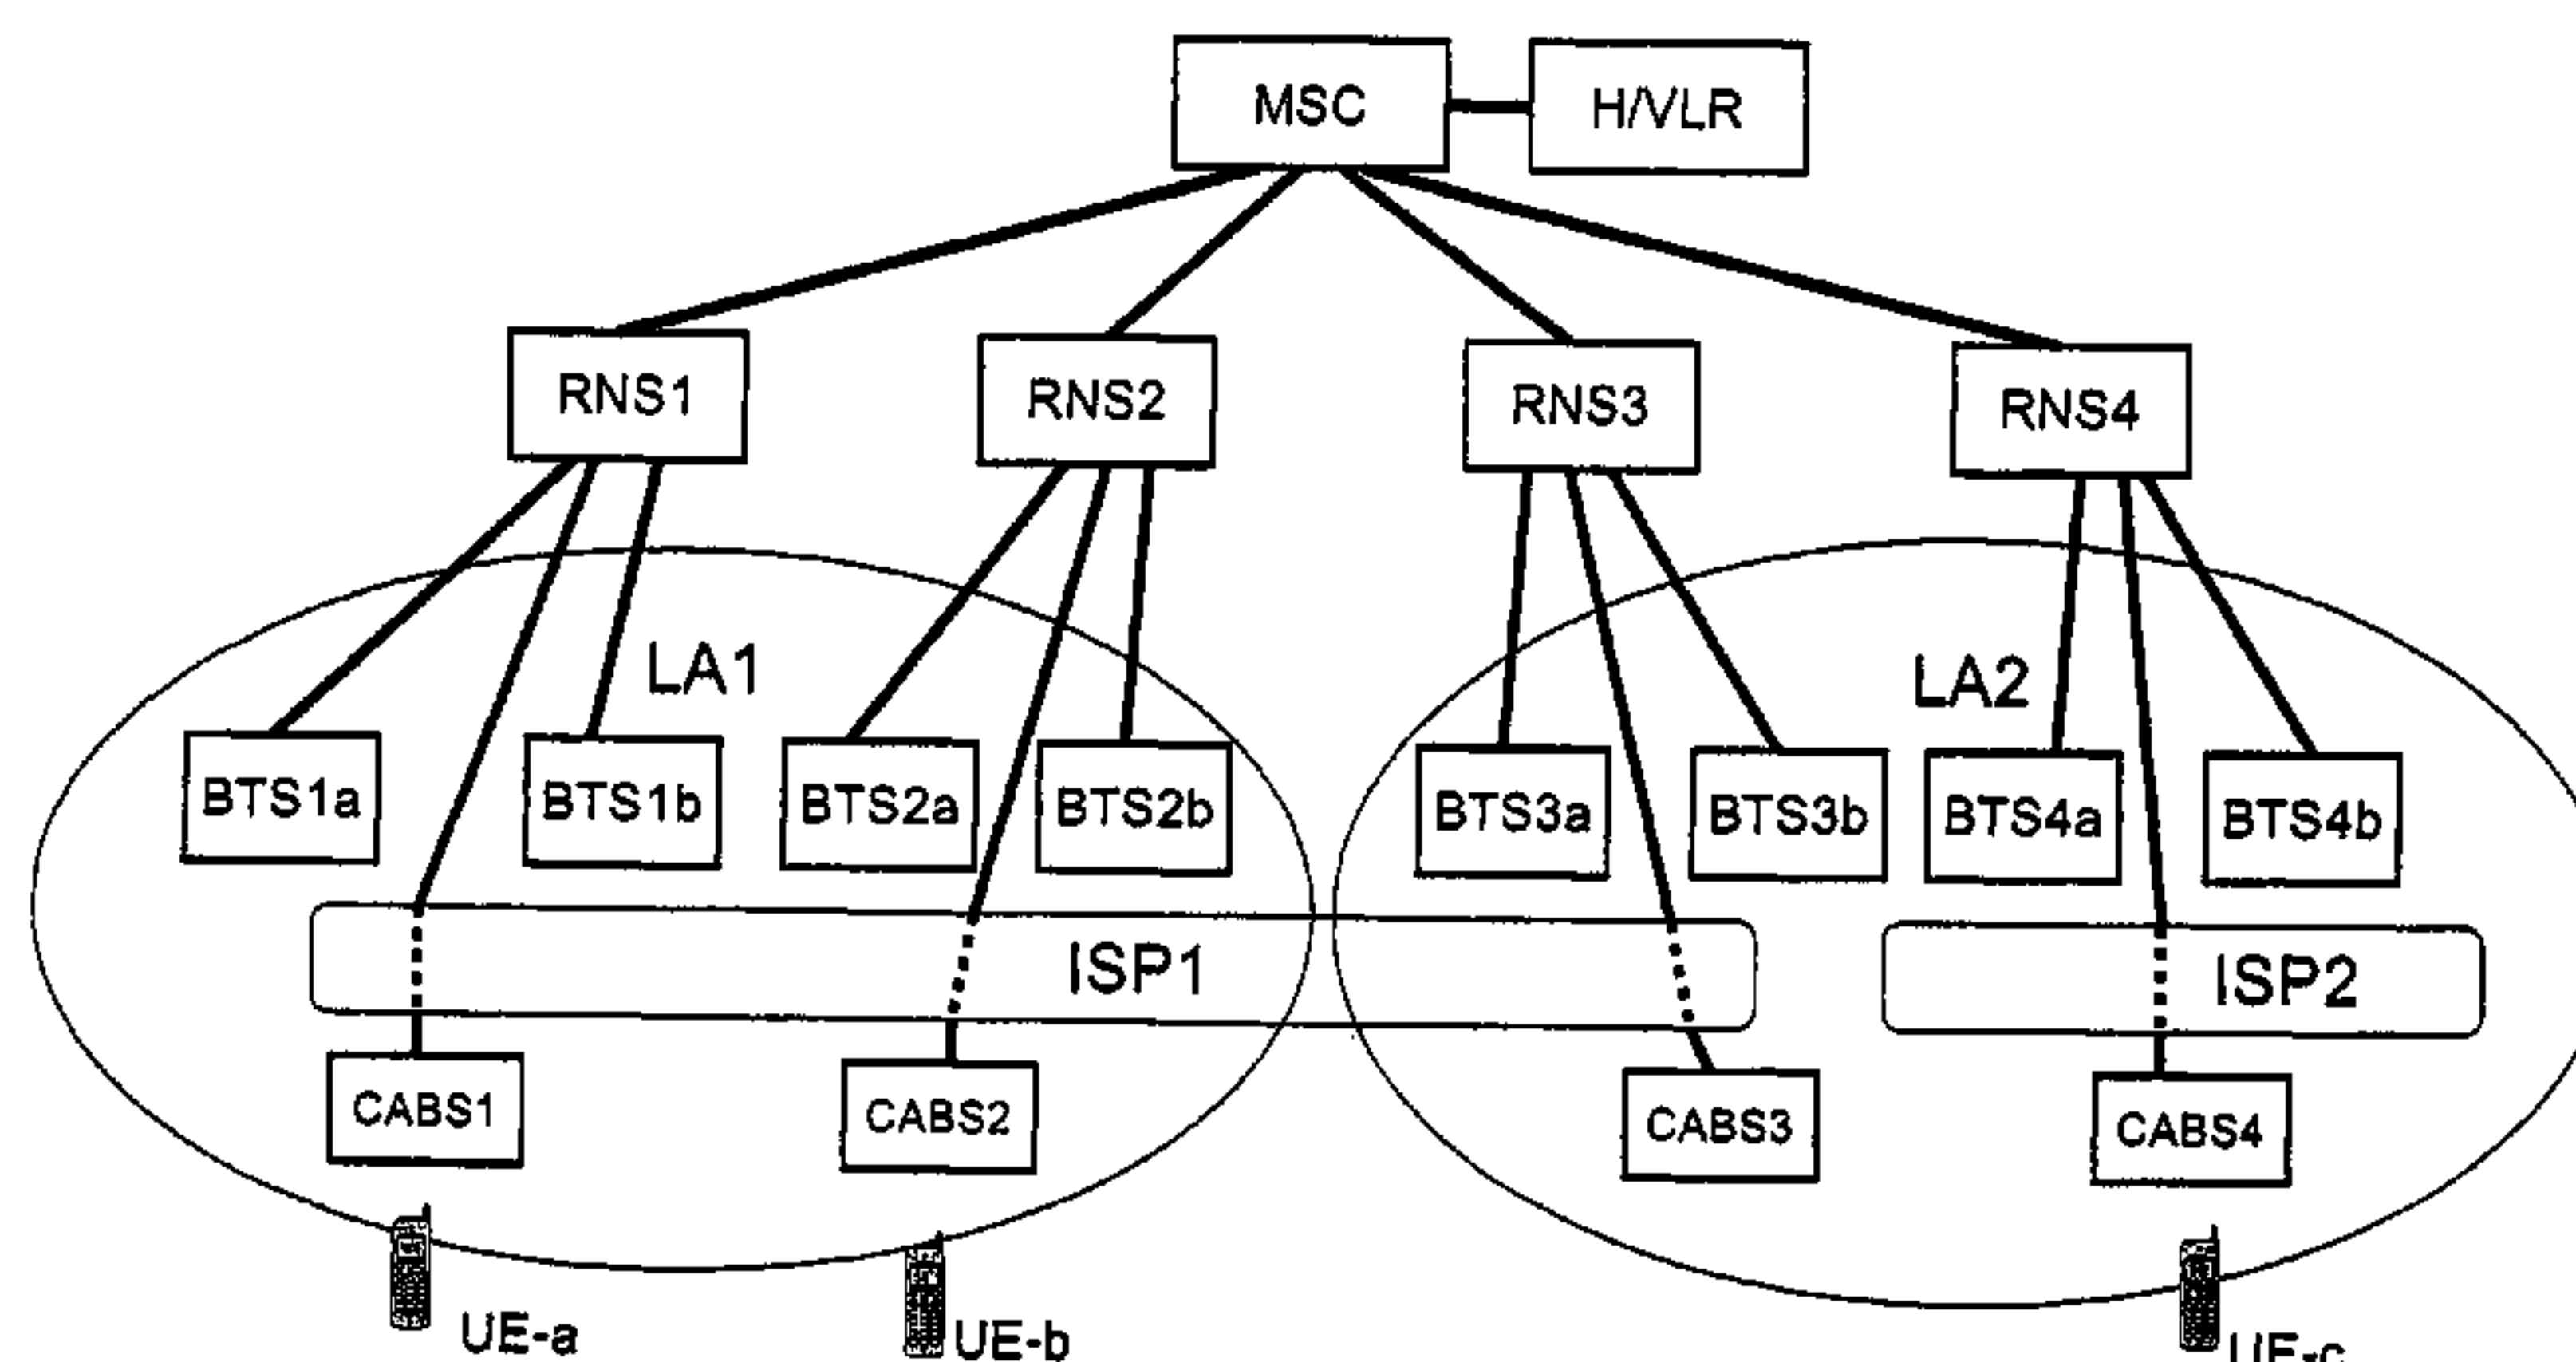 MSC
H/VLR
RNS1
RNS2
RNS3
RNS4
LA1
LA2
BTS1a
BTS1b
BTS2a
BTS2b
BTS3a
BTS3b
BTS4a
BTS4b
ISP1
ISP2
CABS1
CABS2
CABS3
CABS4
UE-a
UE-b
UE-c